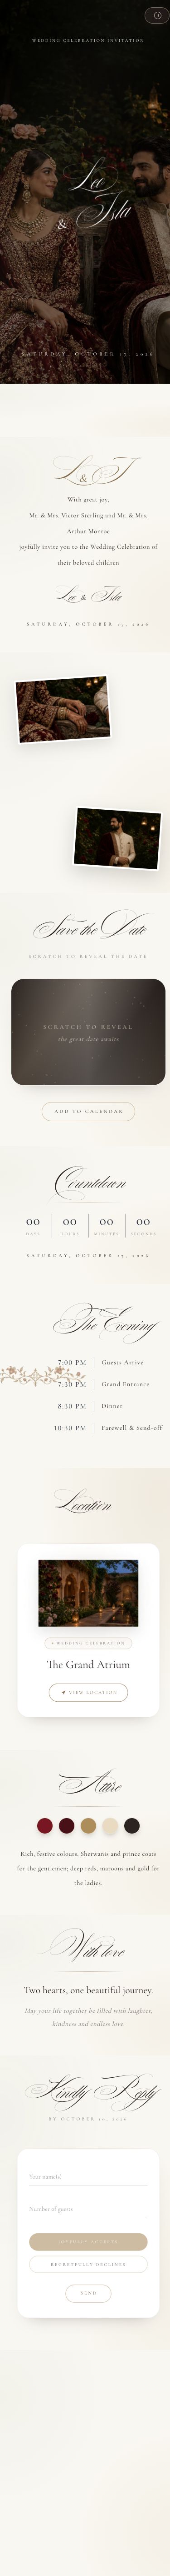 WEDDING CELEBRATION INVITATION
Lee
& Isla
SATURDAY, OCTOBER 17, 2026
L & I
With great joy,
Mr. & Mrs. Victor Sterling and Mr. & Mrs.
Arthur Monroe
joyfully invite you to the Wedding Celebration of
their beloved children
Lee & Isla
SATURDAY, OCTOBER 17, 2026
Save the Date
SCRATCH TO REVEAL THE DATE
SCRATCH TO REVEAL
the great date awaits
ADD TO CALENDAR
Countdown
00 00 00 00
DAYS HOURS MINUTES SECONDS
SATURDAY, OCTOBER 17, 2026
The Evening
7:00 PM Guests Arrive
7:30 PM Grand Entrance
8:30 PM Dinner
10:30 PM Farewell & Send-off
Location
WEDDING CELEBRATION
The Grand Atrium
VIEW LOCATION
Attire
Rich, festive colours. Sherwanis and prince coats
for the gentlemen; deep reds, maroons and gold for
the ladies.
With love
Two hearts, one beautiful journey.
May your life together be filled with laughter,
kindness and endless love.
Kindly Reply
BY OCTOBER 10, 2026
Your name(s)
Number of guests
JOYFULLY ACCEPTS
REGRETFULLY DECLINES
SEND